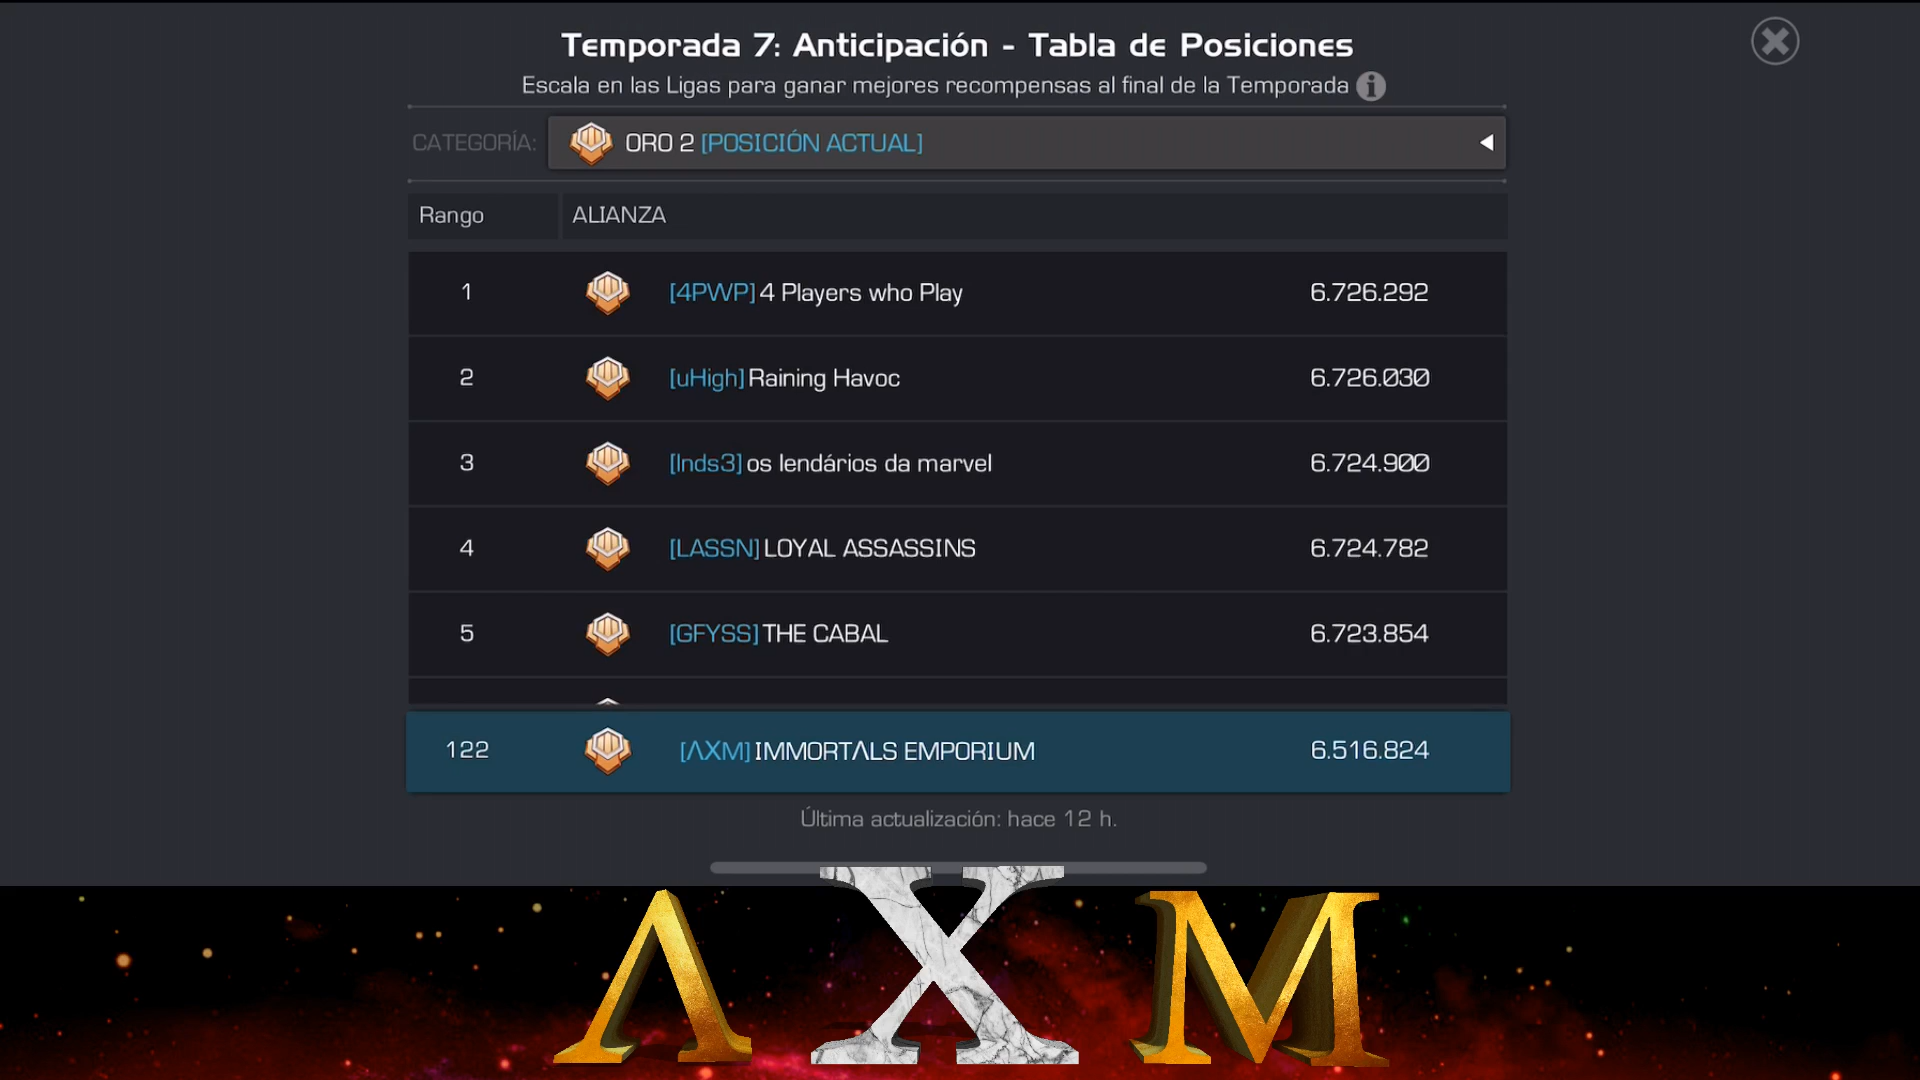 Temporada 7: Anticipación - Tabla de Posiciones
Escala en las Ligas para ganar mejores recompensas al final de la Temporada i
CATEGORÍA: ORO 2 [POSICIÓN ACTUAL]
Rango ALIANZA
1 [4PWP] 4 Players who Play 6.726.292
2 [uHigh] Raining Havoc 6.726.030
3 [lnds3] os lendários da marvel 6.724.900
4 [LASSN] LOYAL ASSASSINS 6.724.782
5 [GFYSS] THE CABAL 6.723.854
122 [ΛXM] IMMORTΛLS EMPORIUM 6.516.824
Última actualización: hace 12 h.
ΛXM